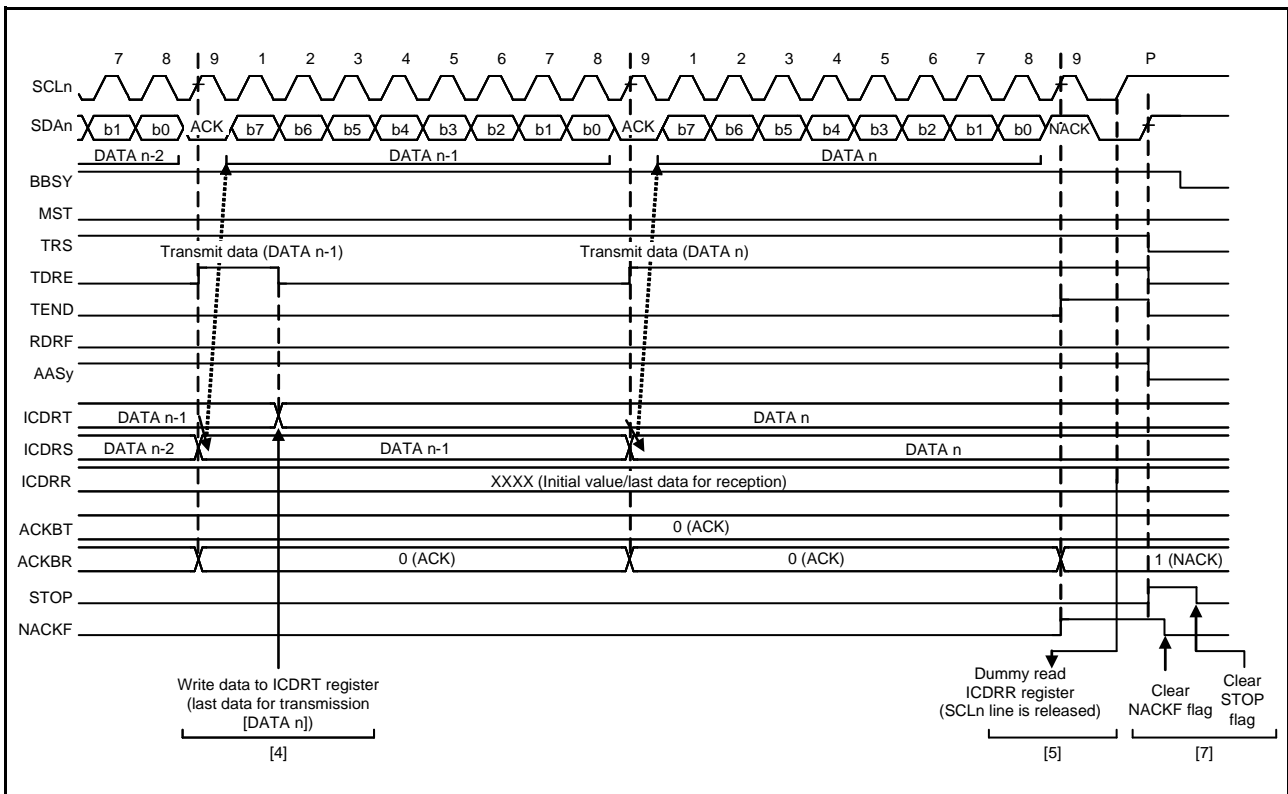 7 8 9 1 2 3 4 5 6 7 8 9 1 2 3 4 5 6 7 8 9 P
SCLn
SDAn b1 b0 ACK b7 b6 b5 b4 b3 b2 b1 b0 ACK b7 b6 b5 b4 b3 b2 b1 b0 NACK
DATA n-2 DATA n-1 DATA n
BBSY
MST
TRS
Transmit data (DATA n-1) Transmit data (DATA n)
TDRE
TEND
RDRF
AASy
ICDRT DATA n-1 DATA n
ICDRS DATA n-2 DATA n-1 DATA n
ICDRR XXXX (Initial value/last data for reception)
ACKBT 0 (ACK)
ACKBR 0 (ACK) 0 (ACK) 1 (NACK)
STOP
NACKF
Write data to ICDRT register
(last data for transmission
[DATA n])
[4]
Dummy read
ICDRR register
(SCLn line is released)
[5]
Clear
NACKF flag
Clear
STOP
flag
[7]